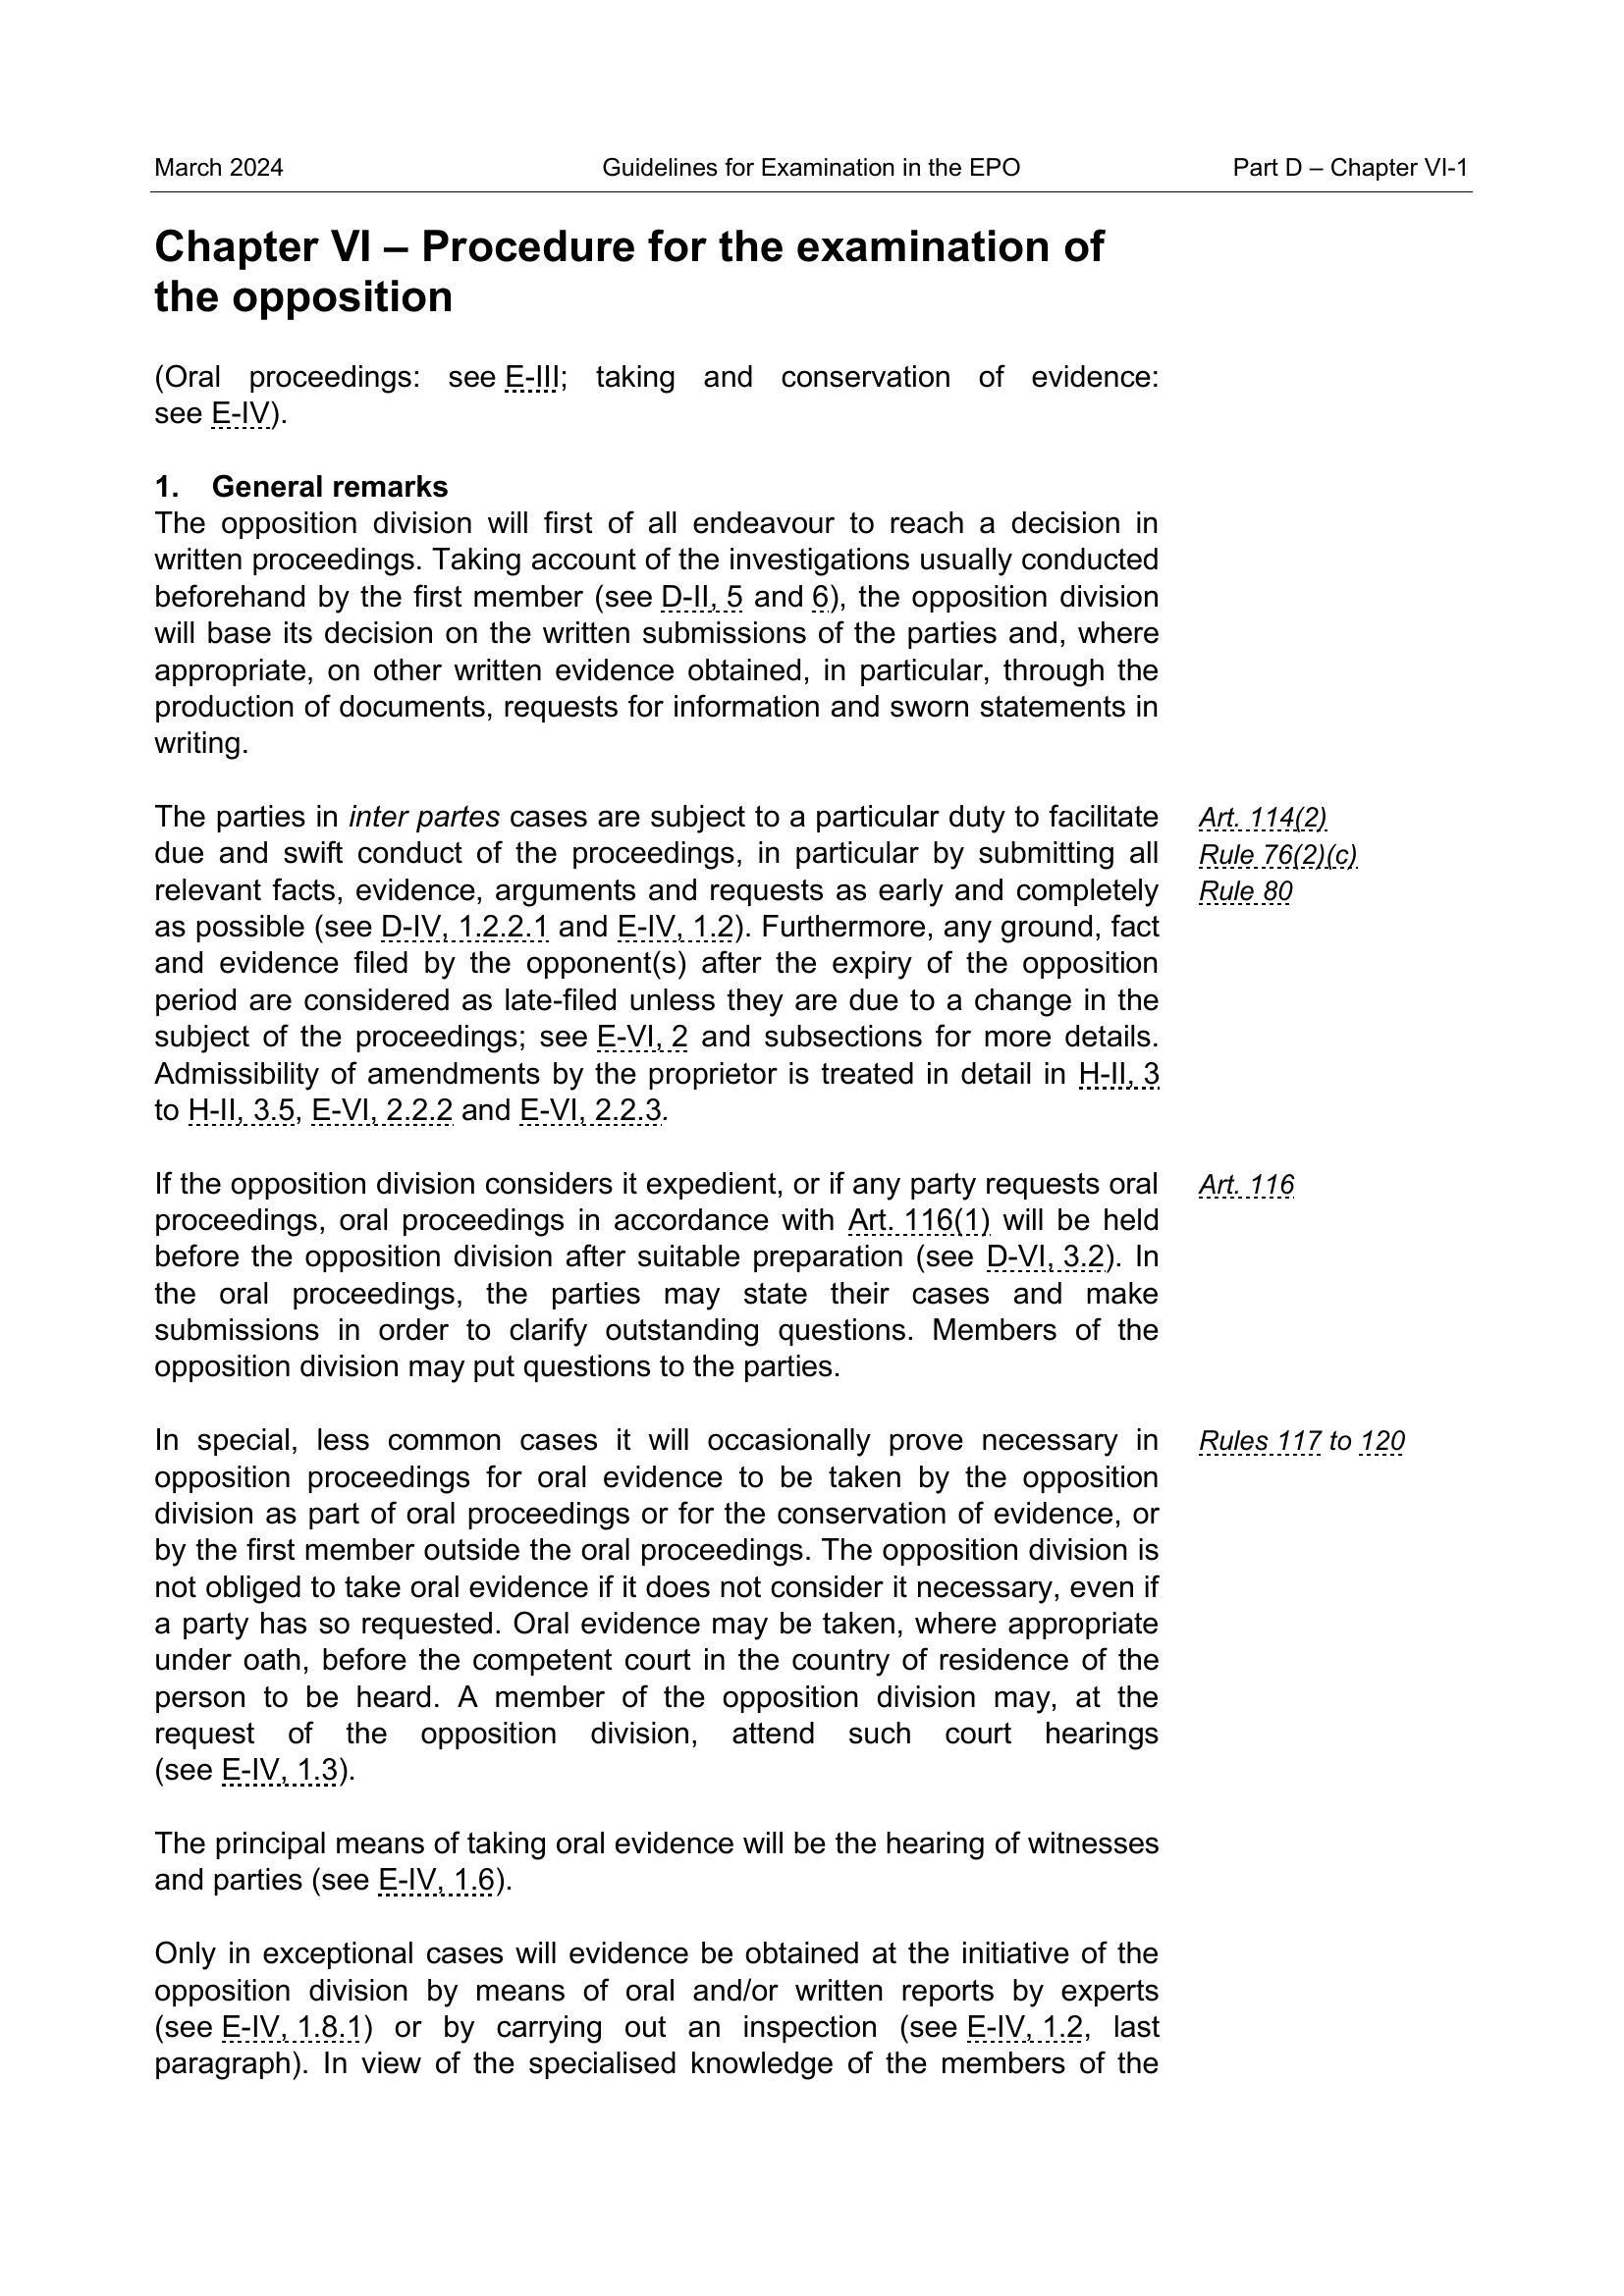 March 2024 Guidelines for Examination in the EPO Part D – Chapter VI-1
Chapter VI – Procedure for the examination of
the opposition
(Oral proceedings: see E-III; taking and conservation of evidence:
see E-IV).
1. General remarks
The opposition division will first of all endeavour to reach a decision in
written proceedings. Taking account of the investigations usually conducted
beforehand by the first member (see D-II, 5 and 6), the opposition division
will base its decision on the written submissions of the parties and, where
appropriate, on other written evidence obtained, in particular, through the
production of documents, requests for information and sworn statements in
writing.
The parties in inter partes cases are subject to a particular duty to facilitate
due and swift conduct of the proceedings, in particular by submitting all
relevant facts, evidence, arguments and requests as early and completely
as possible (see D-IV, 1.2.2.1 and E-IV, 1.2). Furthermore, any ground, fact
and evidence filed by the opponent(s) after the expiry of the opposition
period are considered as late-filed unless they are due to a change in the
subject of the proceedings; see E-VI, 2 and subsections for more details.
Admissibility of amendments by the proprietor is treated in detail in H-II, 3
to H-II, 3.5, E-VI, 2.2.2 and E-VI, 2.2.3.
Art. 114(2)
Rule 76(2)(c)
Rule 80
If the opposition division considers it expedient, or if any party requests oral
proceedings, oral proceedings in accordance with Art. 116(1) will be held
before the opposition division after suitable preparation (see D-VI, 3.2). In
the oral proceedings, the parties may state their cases and make
submissions in order to clarify outstanding questions. Members of the
opposition division may put questions to the parties.
Art. 116
In special, less common cases it will occasionally prove necessary in
opposition proceedings for oral evidence to be taken by the opposition
division as part of oral proceedings or for the conservation of evidence, or
by the first member outside the oral proceedings. The opposition division is
not obliged to take oral evidence if it does not consider it necessary, even if
a party has so requested. Oral evidence may be taken, where appropriate
under oath, before the competent court in the country of residence of the
person to be heard. A member of the opposition division may, at the
request of the opposition division, attend such court hearings
(see E-IV, 1.3).
Rules 117 to 120
The principal means of taking oral evidence will be the hearing of witnesses
and parties (see E-IV, 1.6).
Only in exceptional cases will evidence be obtained at the initiative of the
opposition division by means of oral and/or written reports by experts
(see E-IV, 1.8.1) or by carrying out an inspection (see E-IV, 1.2, last
paragraph). In view of the specialised knowledge of the members of the